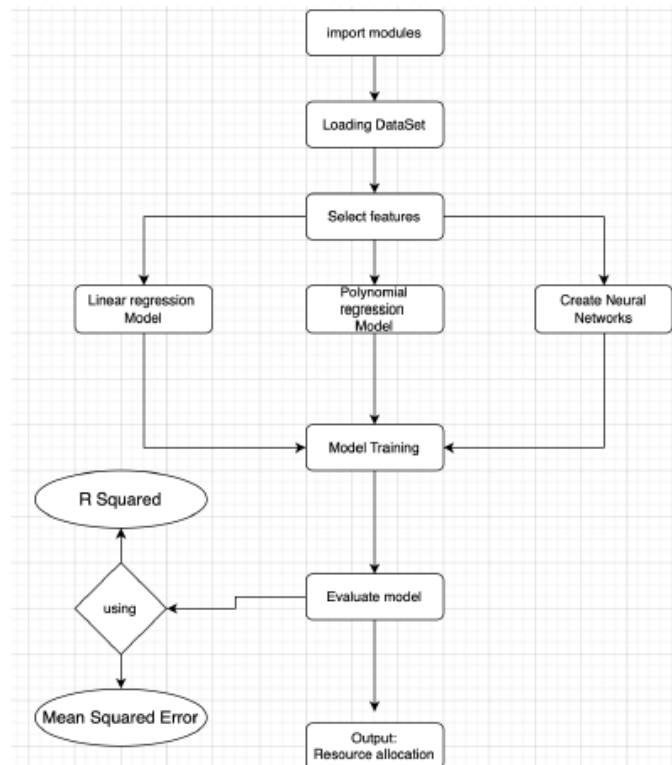 import modules
Loading DataSet
Select features
Linear regression
Model
Polynomial
regression
Model
Create Neural
Networks
Model Training
R Squared
using
Evaluate model
Mean Squared Error
Output:
Resource allocation